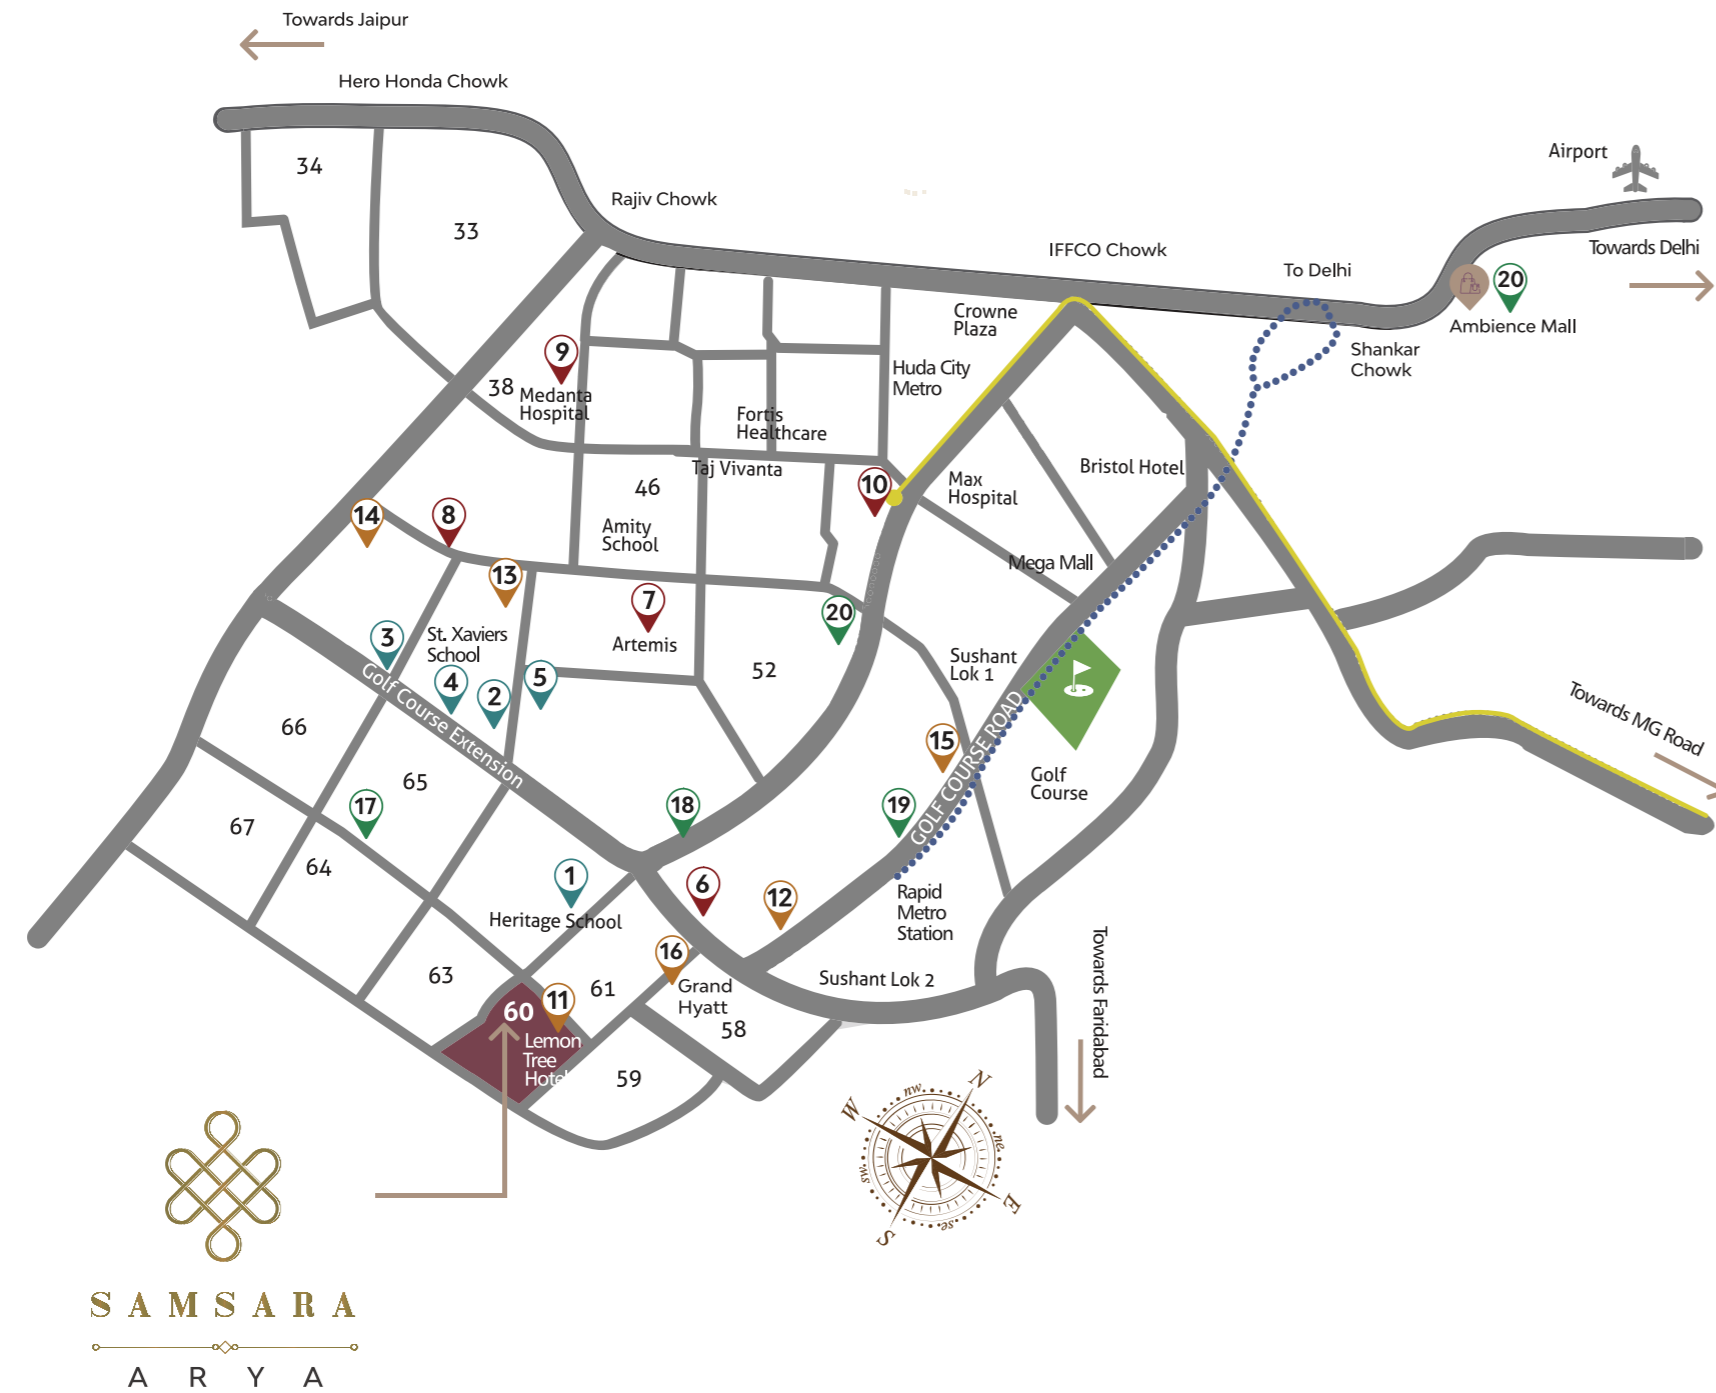 Towards Jaipur
Hero Honda Chowk
34
33
Rajiv Chowk
Airport
IFFCO Chowk
To Delhi
Towards Delhi
20
Ambience Mall
Shankar
Chowk
Crowne
Plaza
9
38
Medanta
Hospital
Huda City
Metro
Fortis
Healthcare
Taj Vivanta
Bristol Hotel
46
10
Max
Hospital
14
8
Amity
School
Mega Mall
13
7
20
3
St. Xaviers
School
Artemis
Sushant
Lok 1
52
4
2
5
Golf Course Extension
66
GOLF COURSE ROAD
15
Towards MG Road
Golf
Course
65
17
18
19
67
64
1
6
12
Heritage School
Rapid
Metro
Station
16
Sushant Lok 2
Towards Faridabad
63
61
Grand
Hyatt
60
11
58
Lemon
Tree
Hotel
59
N
nw
W
ne
sw
E
se
S
SAMSARA
ARYA